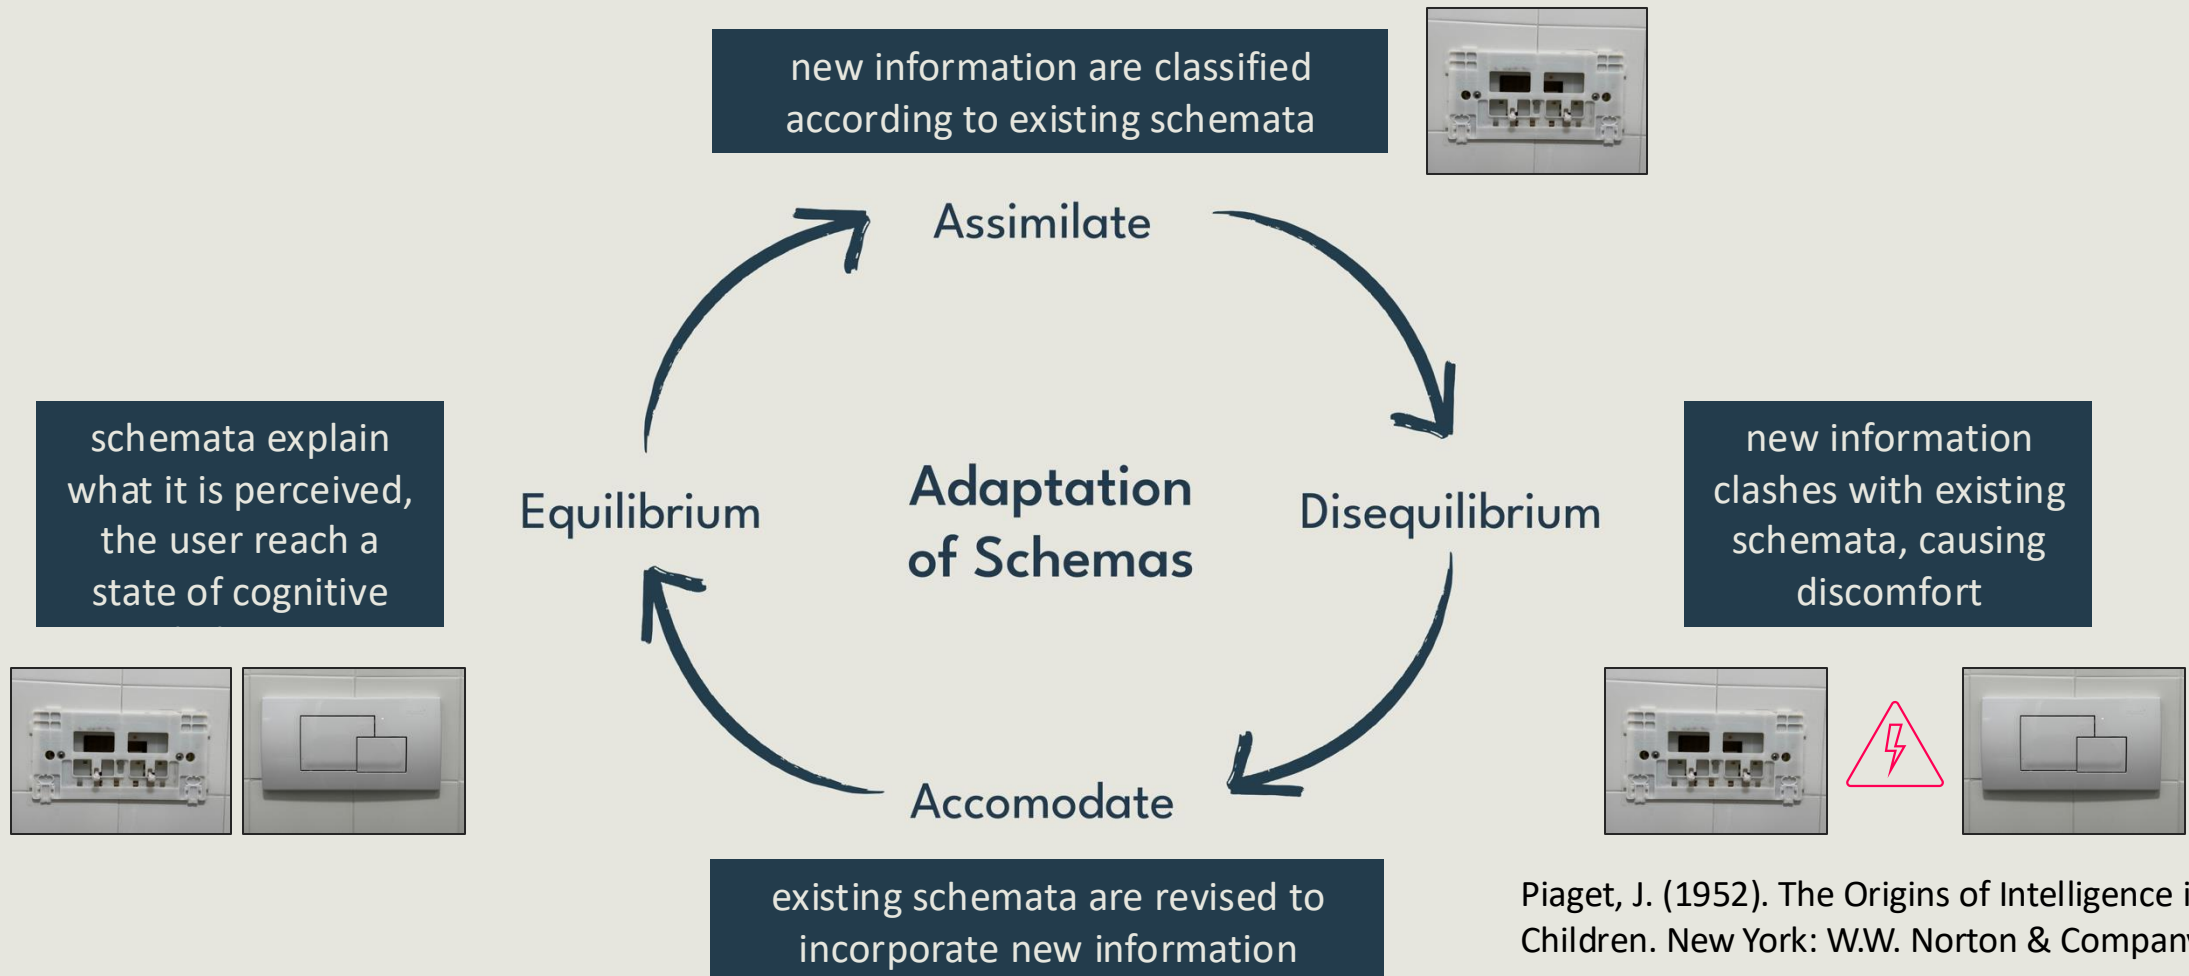 new information are classified
according to existing schemata
Assimilate
schemata explain
what it is perceived,
the user reach a
state of cognitive
Equilibrium
Adaptation
of Schemas
Disequilibrium
new information
clashes with existing
schemata, causing
discomfort
Accomodate
existing schemata are revised to
incorporate new information
Piaget, J. (1952). The Origins of Intelligence i
Children. New York: W.W. Norton & Company